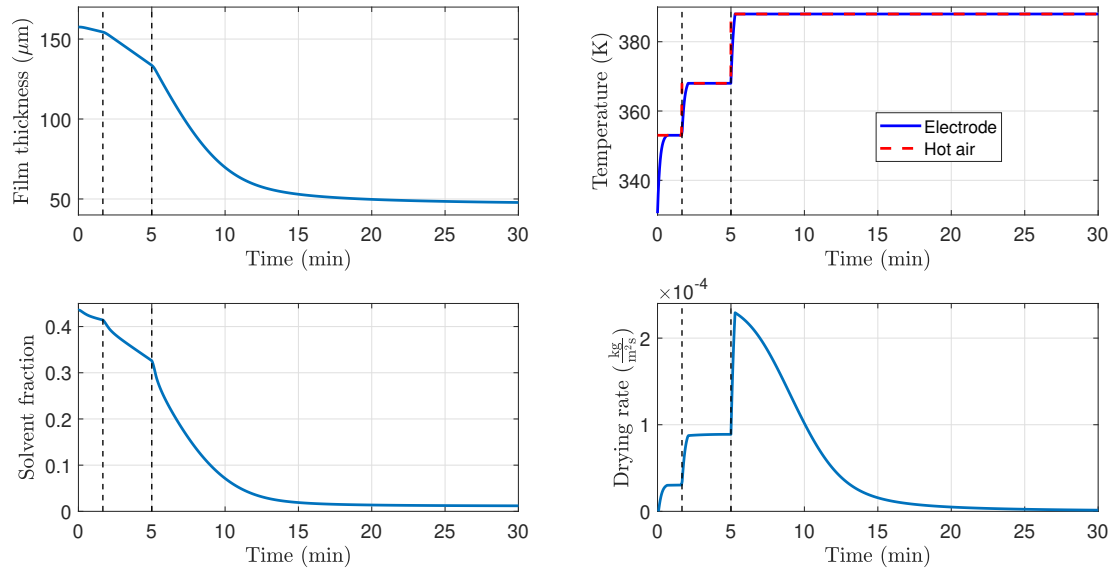 Film thickness (μm)
150
100
50
0 5 10 15 20 25 30
Time (min)
Temperature (K)
380
360
340
Electrode
Hot air
0 5 10 15 20 25 30
Time (min)
Solvent fraction
0.4
0.3
0.2
0.1
0
0 5 10 15 20 25 30
Time (min)
×10⁻⁴
Drying rate (kg/m²s)
2
1
0
0 5 10 15 20 25 30
Time (min)